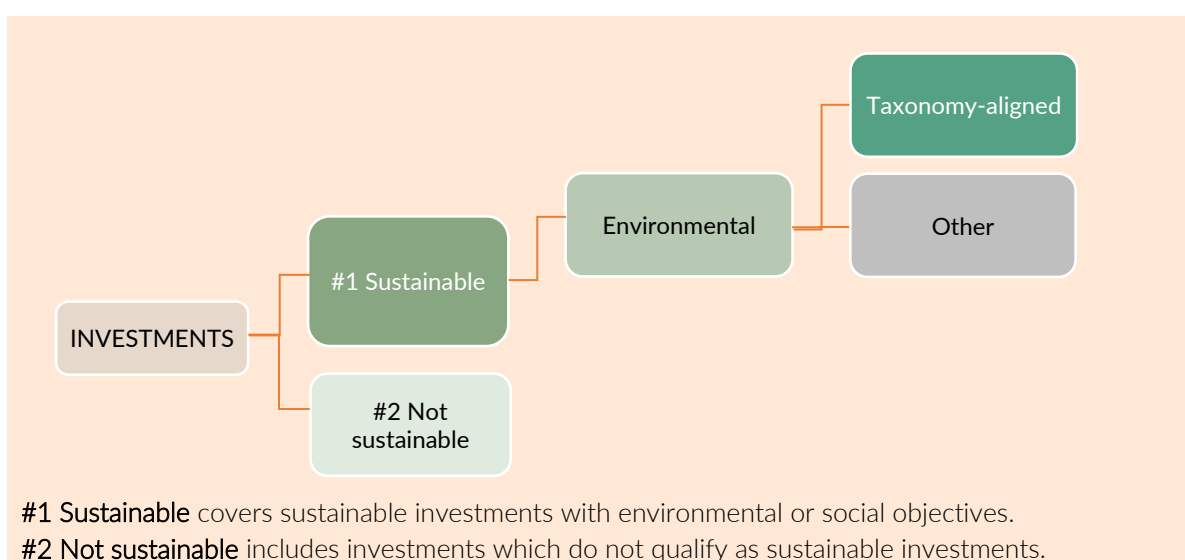 Taxonomy-aligned
Environmental
Other
#1 Sustainable
INVESTMENTS
#2 Not
sustainable
#1 Sustainable covers sustainable investments with environmental or social objectives.
#2 Not sustainable includes investments which do not qualify as sustainable investments.